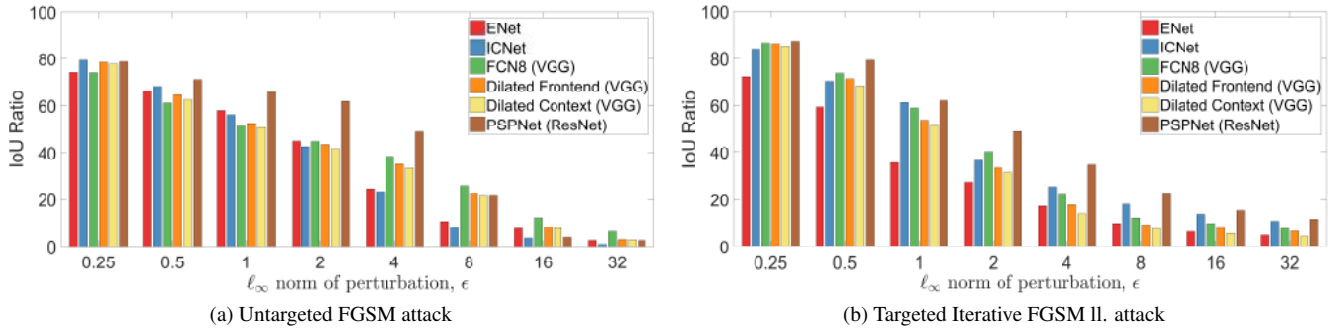 100
80
60
40
20
0
IoU Ratio
ENet
ICNet
FCN8 (VGG)
Dilated Frontend (VGG)
Dilated Context (VGG)
PSPNet (ResNet)
0.25 0.5 1 2 4 8 16 32
ℓ∞ norm of perturbation, ϵ
(a) Untargeted FGSM attack
100
80
60
40
20
0
IoU Ratio
ENet
ICNet
FCN8 (VGG)
Dilated Frontend (VGG)
Dilated Context (VGG)
PSPNet (ResNet)
0.25 0.5 1 2 4 8 16 32
ℓ∞ norm of perturbation, ϵ
(b) Targeted Iterative FGSM ll. attack